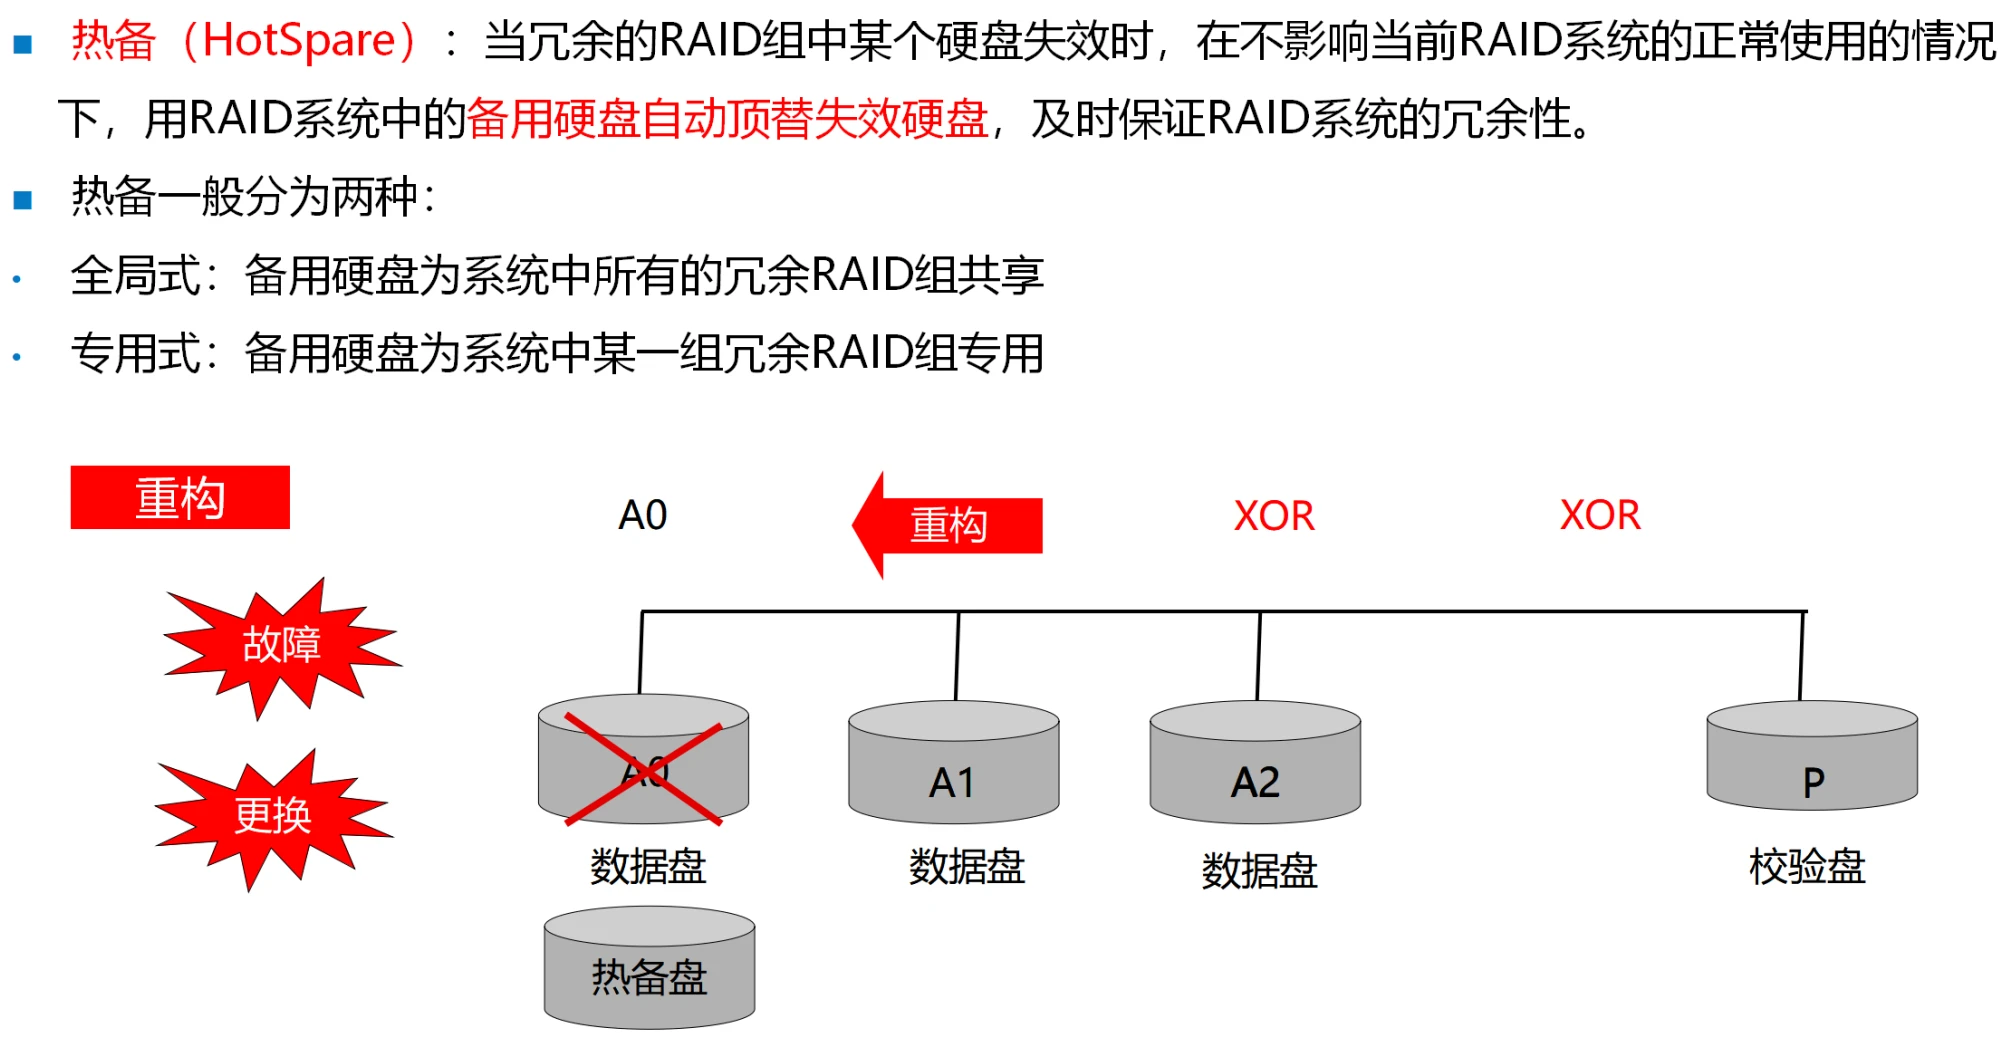 热备（HotSpare）：当冗余的RAID组中某个硬盘失效时，在不影响当前RAID系统的正常使用的情况
下，用RAID系统中的备用硬盘自动顶替失效硬盘，及时保证RAID系统的冗余性。
热备一般分为两种：
全局式：备用硬盘为系统中所有的冗余RAID组共享
专用式：备用硬盘为系统中某一组冗余RAID组专用
重构
A0
重构
XOR
XOR
故障
更换
A0
A1
A2
P
数据盘
数据盘
数据盘
校验盘
热备盘